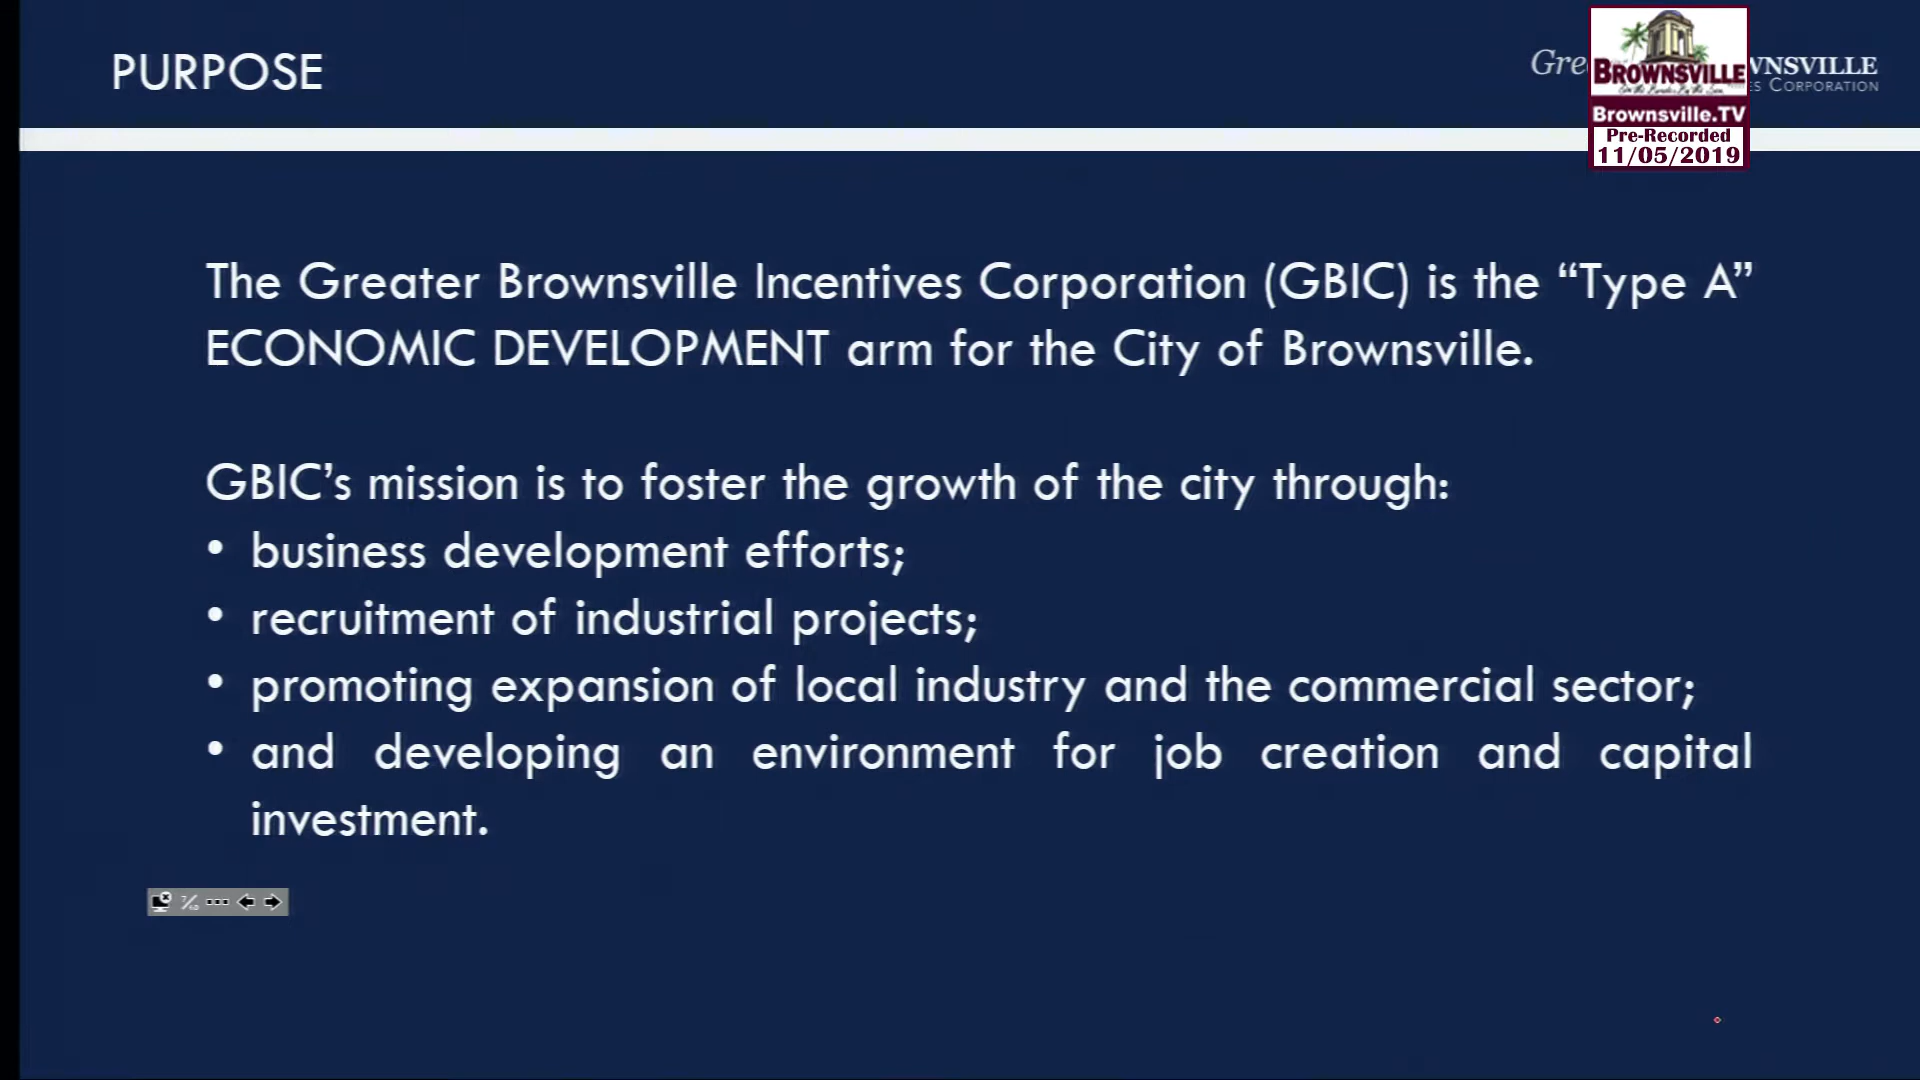 PURPOSE
BROWNSVILLE
Brownsville.TV
Pre-Recorded
11/05/2019
The Greater Brownsville Incentives Corporation (GBIC) is the “Type A”
ECONOMIC DEVELOPMENT arm for the City of Brownsville.
GBIC’s mission is to foster the growth of the city through:
• business development efforts;
• recruitment of industrial projects;
• promoting expansion of local industry and the commercial sector;
• and developing an environment for job creation and capital
investment.